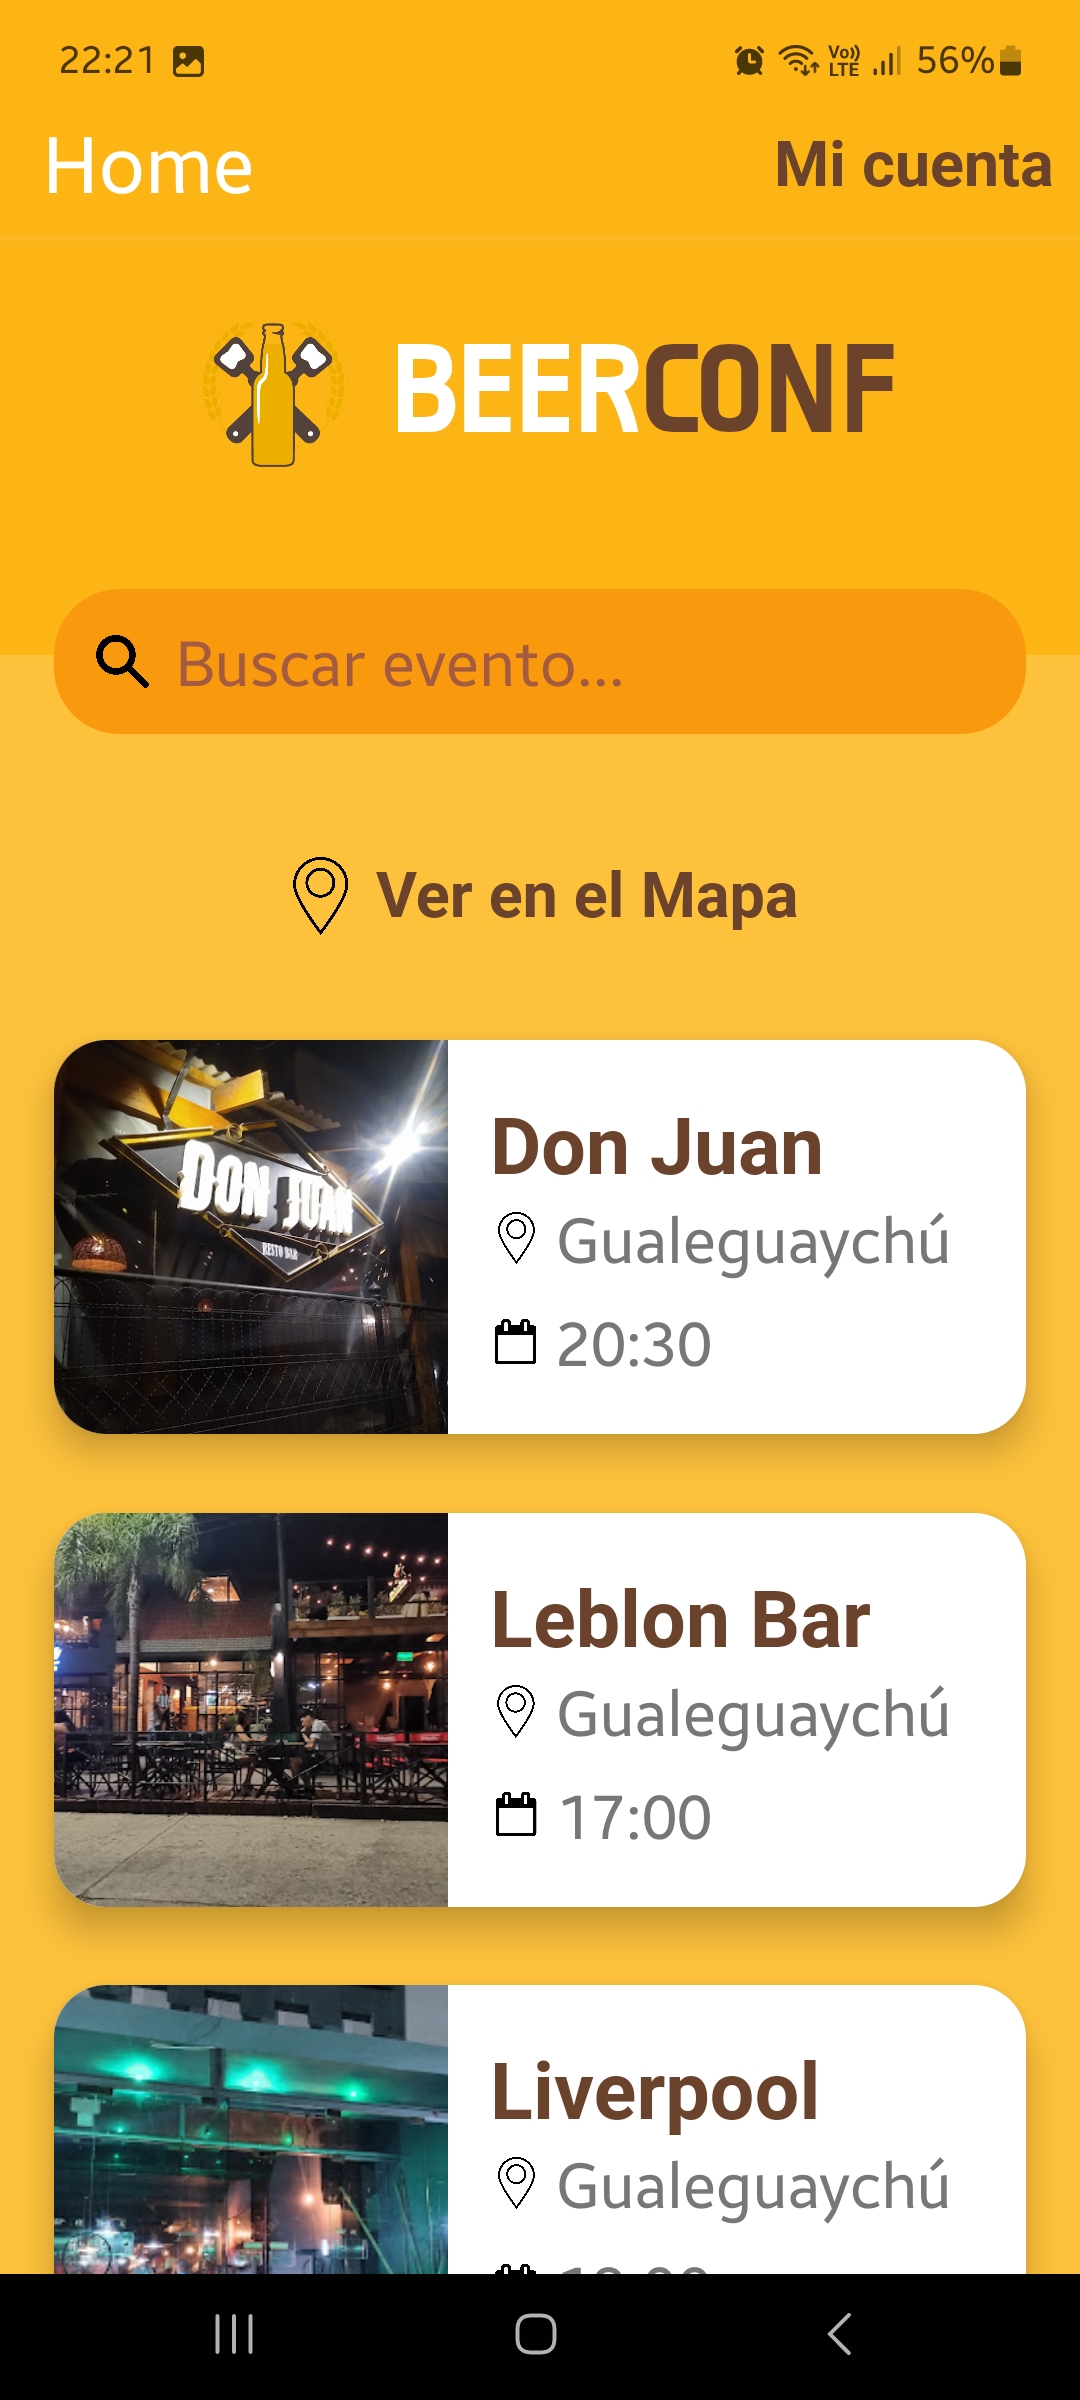 22:21 Vo)) LTE 56%
Home Mi cuenta
BEERCONF
Buscar evento...
Ver en el Mapa
DON JUAN
RESTO BAR
Don Juan
Gualeguaychú
20:30
Leblon Bar
Gualeguaychú
17:00
Liverpool
Gualeguaychú